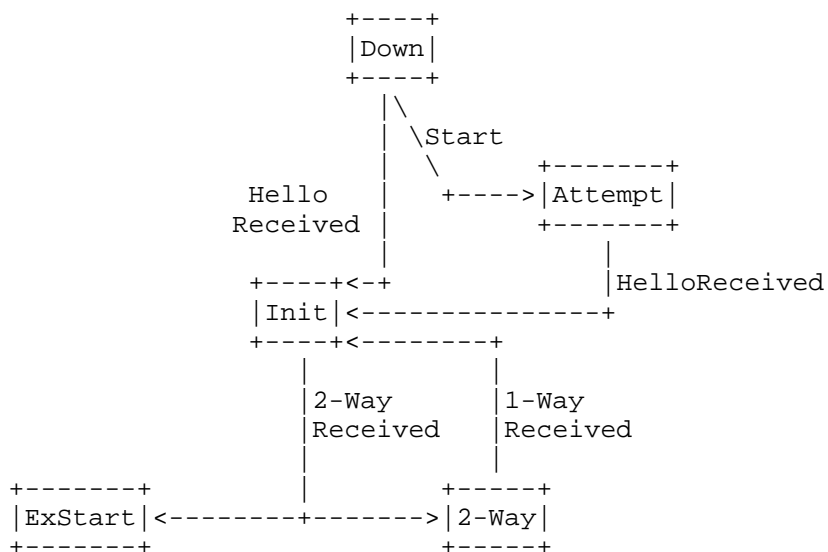 Down
Start
Hello Attempt
Received
HelloReceived
Init
2-Way 1-Way
Received Received
ExStart 2-Way